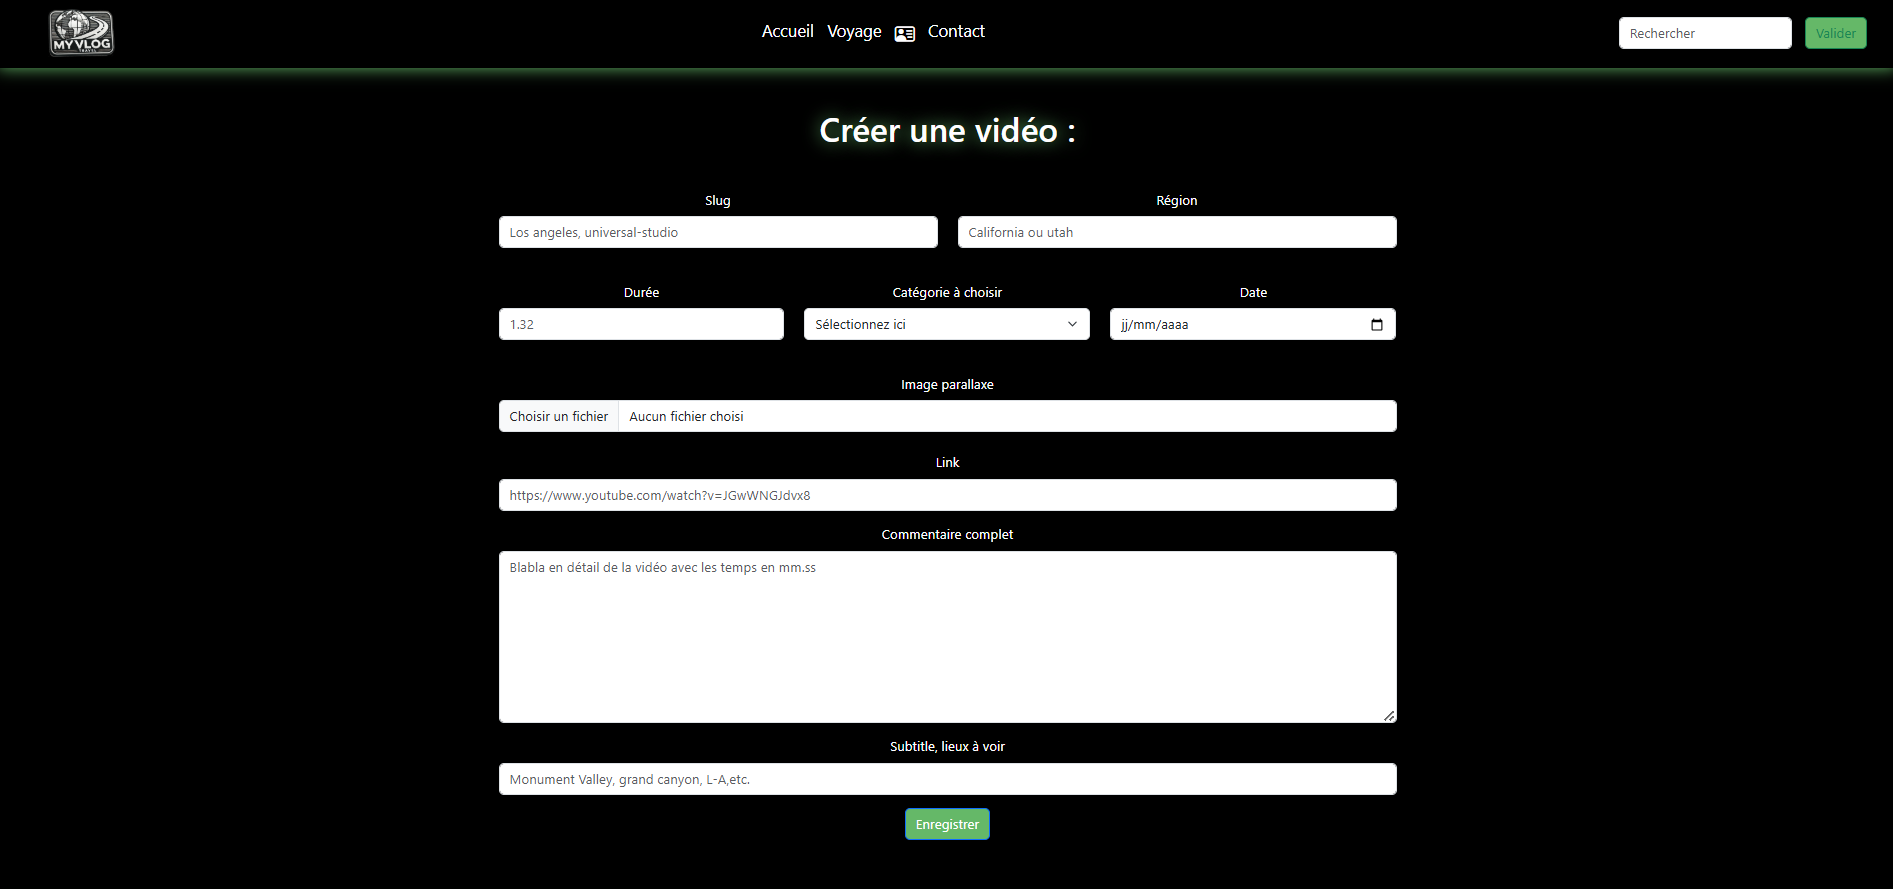 MYVLOG
TRAVEL
Accueil Voyage Contact
Rechercher
Valider
Créer une vidéo :
Slug
Région
Los angeles, universal-studio
California ou utah
Durée
Catégorie à choisir
Date
1.32
Sélectionnez ici
jj/mm/aaaa
Image parallaxe
Choisir un fichier
Aucun fichier choisi
Link
https://www.youtube.com/watch?v=JGwWNGJdvx8
Commentaire complet
Blabla en détail de la vidéo avec les temps en mm.ss
Subtitle, lieux à voir
Monument Valley, grand canyon, L-A,etc.
Enregistrer